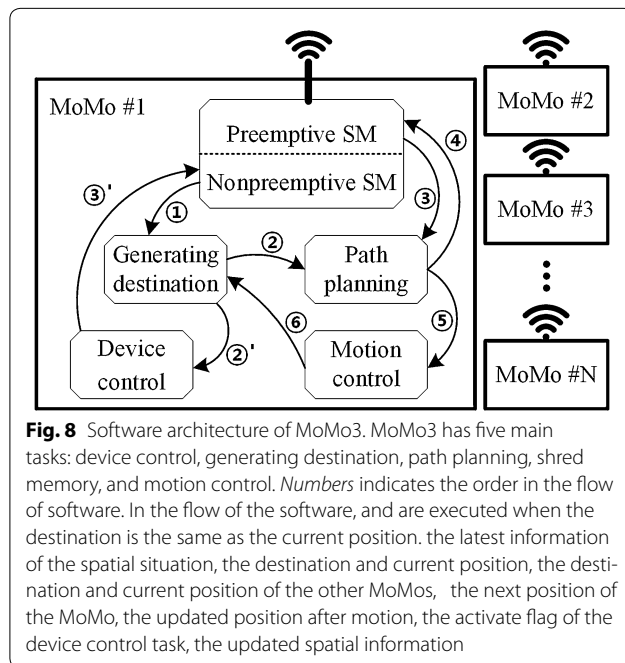 MoMo #1
Preemptive SM
Nonpreemptive SM
④
③'
①
③
②
Generating
destination
Path
planning
⑥
⑤
②'
Device
control
Motion
control
MoMo #2
MoMo #3
MoMo #N
Fig. 8 Software architecture of MoMo3. MoMo3 has five main
tasks: device control, generating destination, path planning, shred
memory, and motion control. Numbers indicates the order in the flow
of software. In the flow of the software, and are executed when the
destination is the same as the current position. the latest information
of the spatial situation, the destination and current position, the desti-
nation and current position of the other MoMos, the next position of
the MoMo, the updated position after motion, the activate flag of the
device control task, the updated spatial information